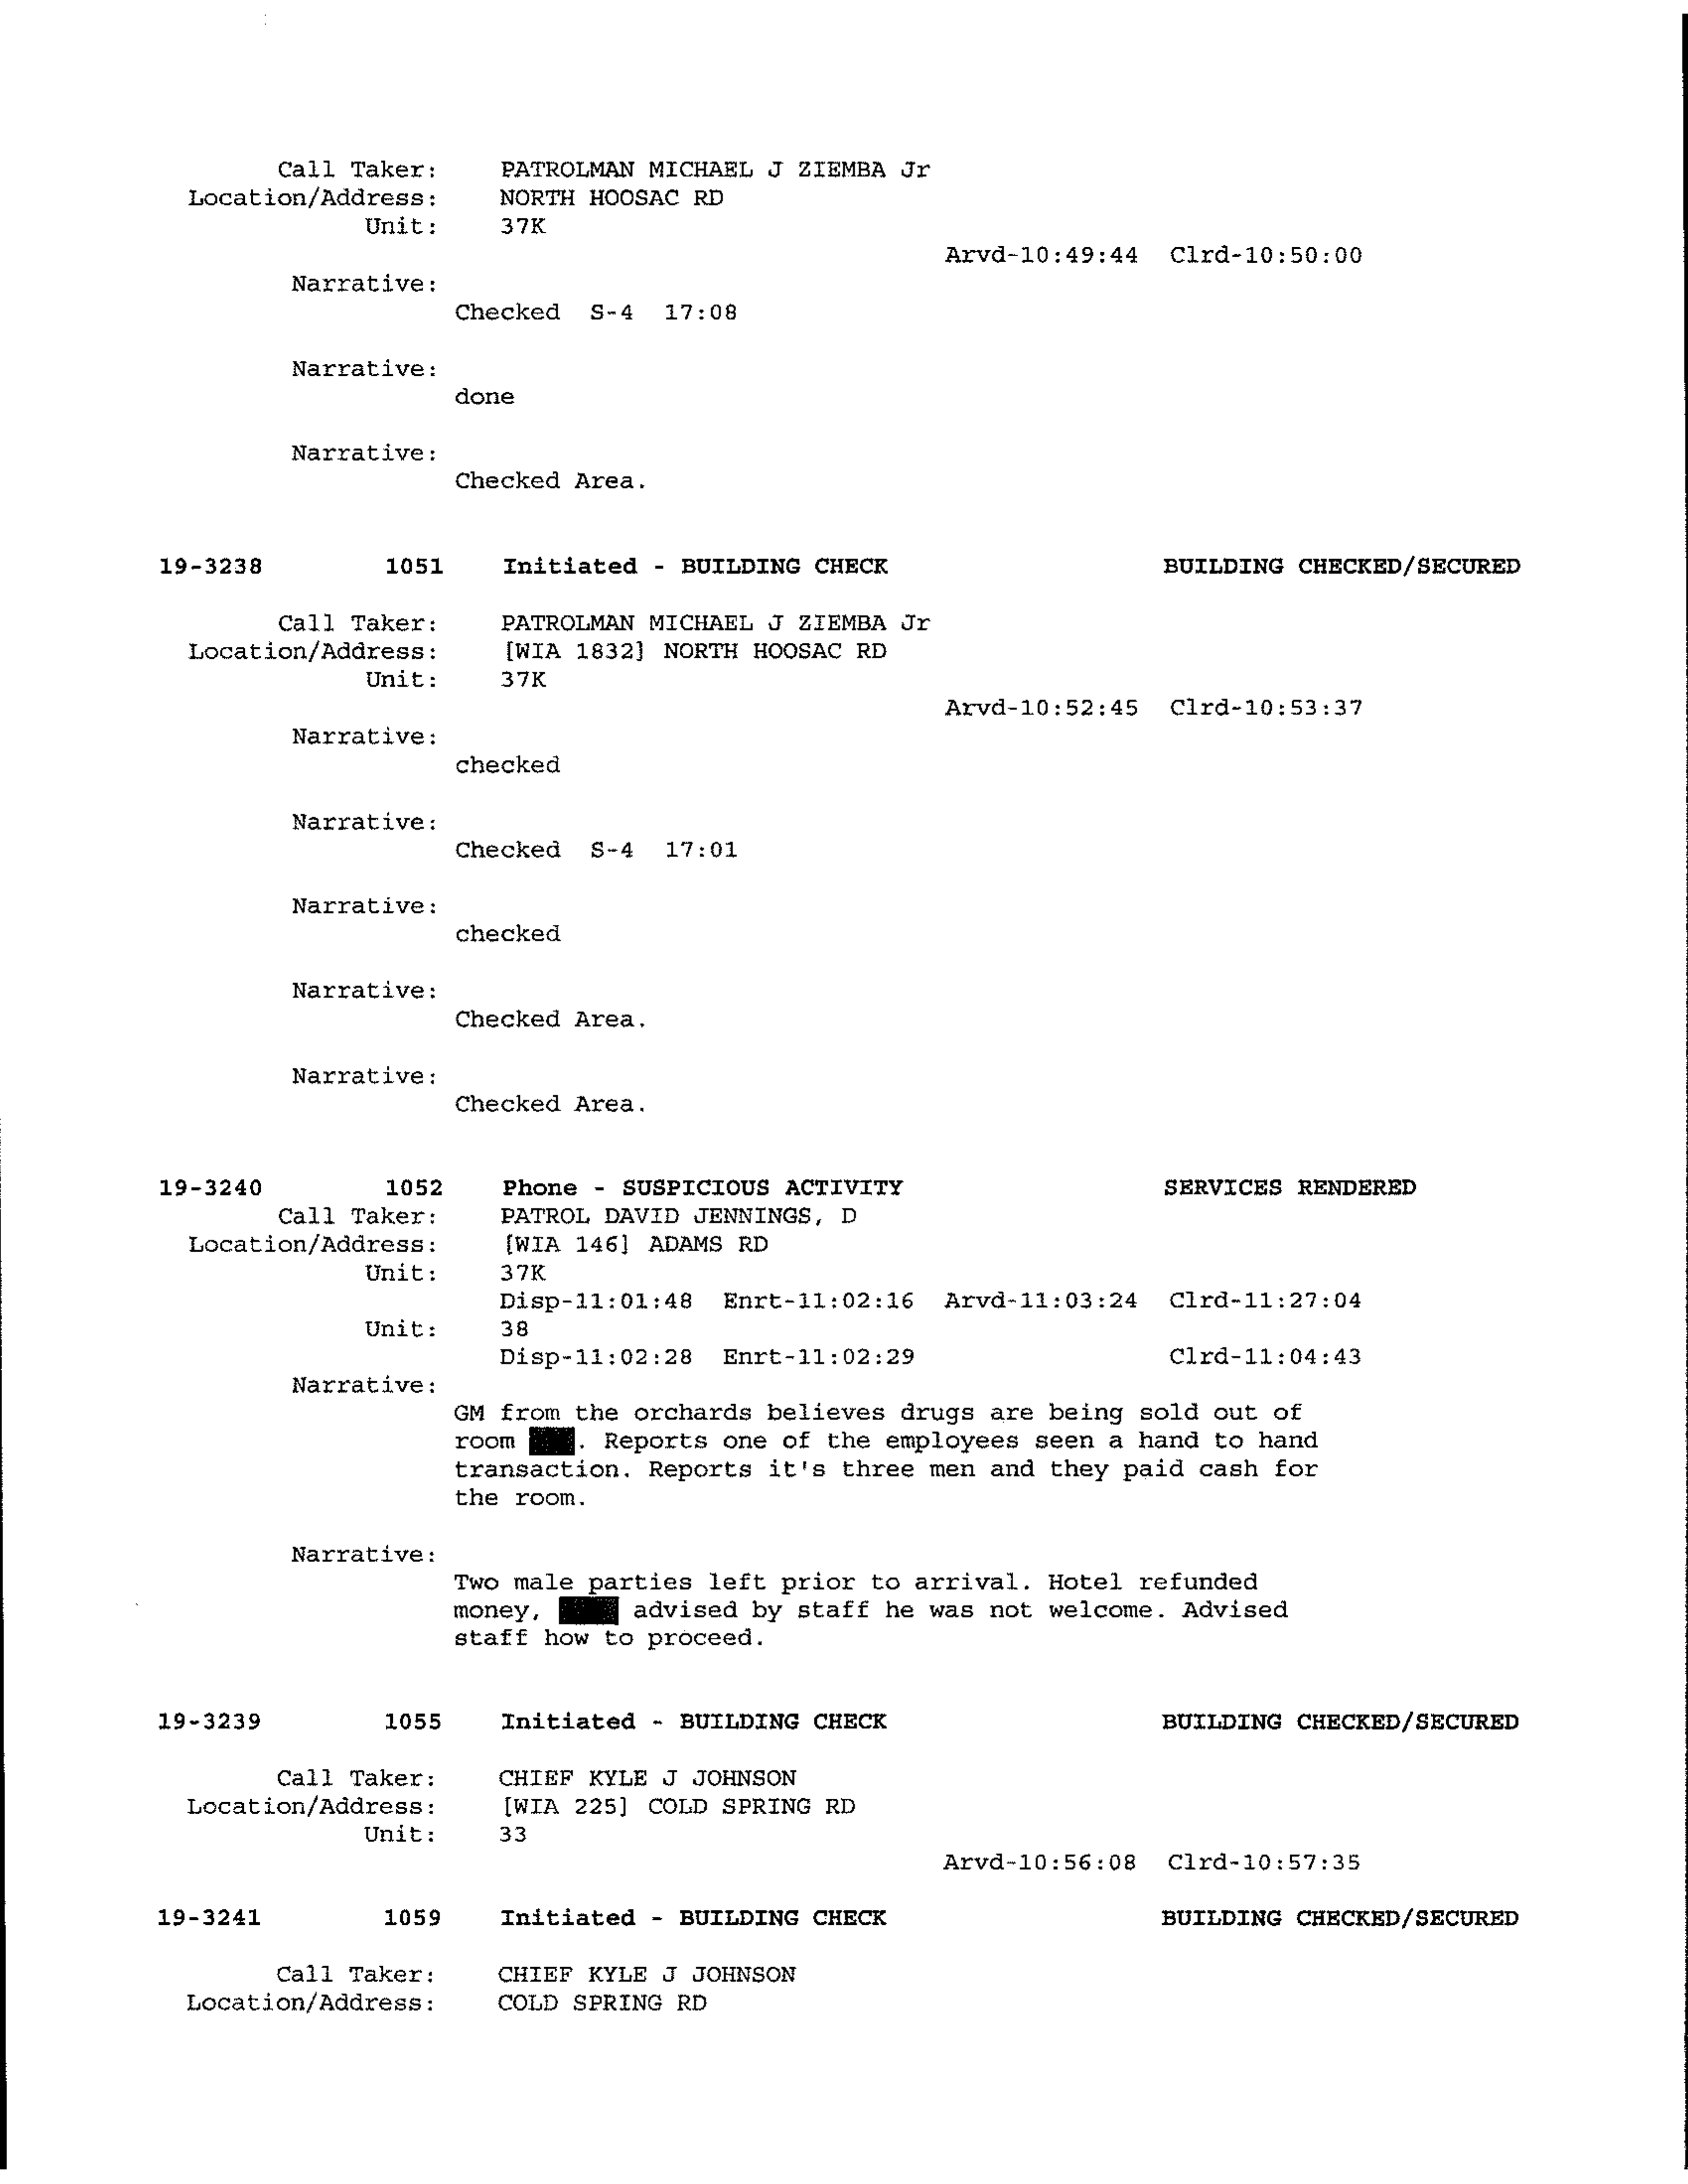 Call Taker: PATROLMAN MICHAEL J ZIEMBA Jr
Location/Address: NORTH HOOSAC RD
Unit: 37K
Arvd-10:49:44 Clrd-10:50:00
Narrative:
Checked S-4 17:08
Narrative:
done
Narrative:
Checked Area.
19-3238 1051 Initiated - BUILDING CHECK BUILDING CHECKED/SECURED
Call Taker: PATROLMAN MICHAEL J ZIEMBA Jr
Location/Address: [WIA 1832] NORTH HOOSAC RD
Unit: 37K
Arvd-10:52:45 Clrd-10:53:37
Narrative:
checked
Narrative:
Checked S-4 17:01
Narrative:
checked
Narrative:
Checked Area.
Narrative:
Checked Area.
19-3240 1052 Phone - SUSPICIOUS ACTIVITY SERVICES RENDERED
Call Taker: PATROL DAVID JENNINGS, D
Location/Address: [WIA 146] ADAMS RD
Unit: 37K
Disp-11:01:48 Enrt-11:02:16 Arvd-11:03:24 Clrd-11:27:04
Unit: 38
Disp-11:02:28 Enrt-11:02:29 Clrd-11:04:43
Narrative:
GM from the orchards believes drugs are being sold out of
room . Reports one of the employees seen a hand to hand
transaction. Reports it's three men and they paid cash for
the room.
Narrative:
Two male parties left prior to arrival. Hotel refunded
money, advised by staff he was not welcome. Advised
staff how to proceed.
19-3239 1055 Initiated - BUILDING CHECK BUILDING CHECKED/SECURED
Call Taker: CHIEF KYLE J JOHNSON
Location/Address: [WIA 225] COLD SPRING RD
Unit: 33
Arvd-10:56:08 Clrd-10:57:35
19-3241 1059 Initiated - BUILDING CHECK BUILDING CHECKED/SECURED
Call Taker: CHIEF KYLE J JOHNSON
Location/Address: COLD SPRING RD